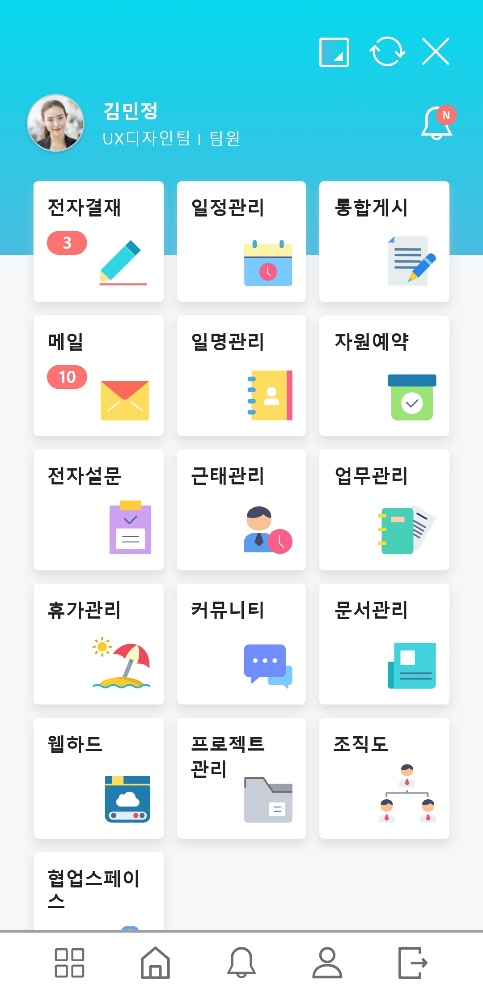 김민정
UX디자인팀 I 팀원
N
전자결재
3
일정관리
통합게시
메일
10
일명관리
자원예약
전자설문
근태관리
업무관리
휴가관리
커뮤니티
문서관리
웹하드
프로젝트
관리
조직도
협업스페이
스